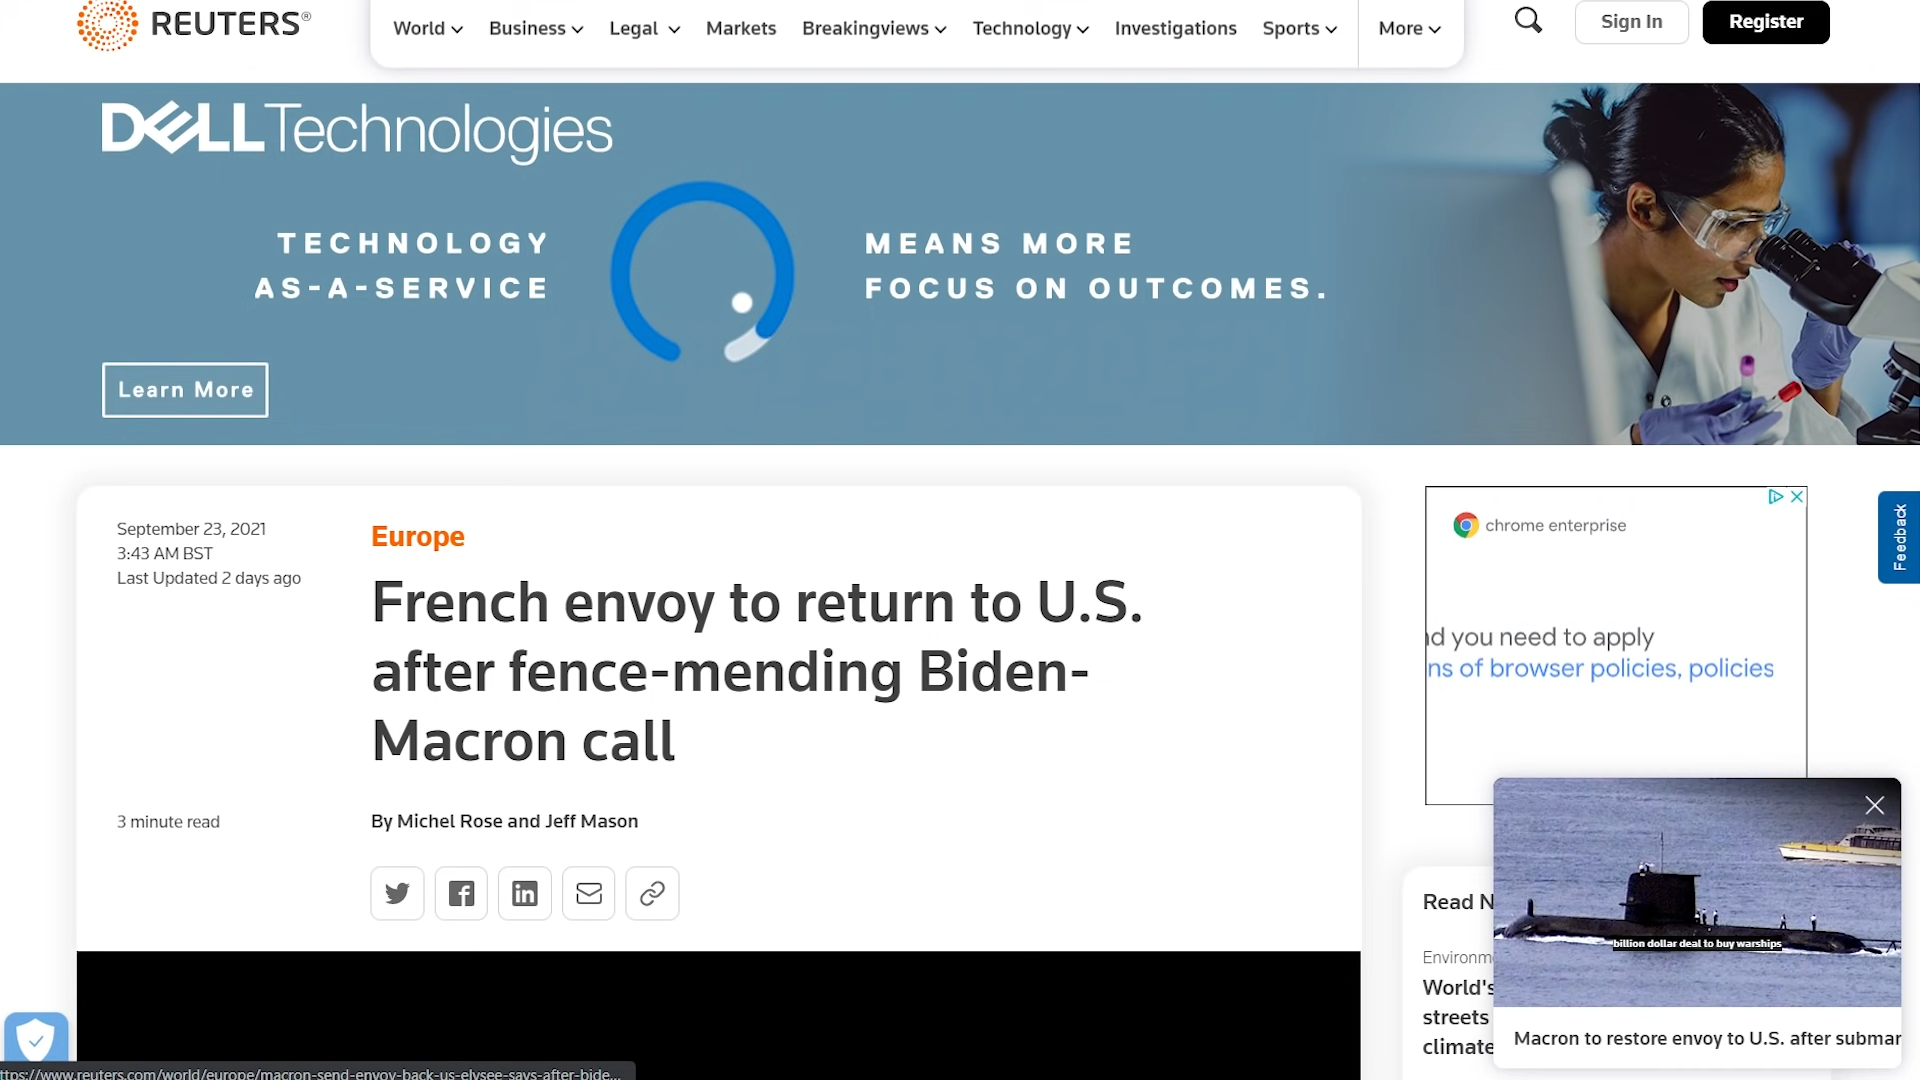 REUTERS®
World
Business
Legal
Markets
Breakingviews
Technology
Investigations
Sports
More
Sign In
Register
DELL Technologies
TECHNOLOGY
AS-A-SERVICE
MEANS MORE
FOCUS ON OUTCOMES.
Learn More
September 23, 2021
3:43 AM BST
Last Updated 2 days ago
Europe
French envoy to return to U.S.
after fence-mending Biden-
Macron call
3 minute read
By Michel Rose and Jeff Mason
chrome enterprise
you need to apply
of browser policies, policies
Feedback
billion dollar deal to buy warships
Macron to restore envoy to U.S. after
Read
World's
streets
climate
https://www.reuters.com/world/europe/macron-send-envoy-back-us-elysee-says-after-bide...